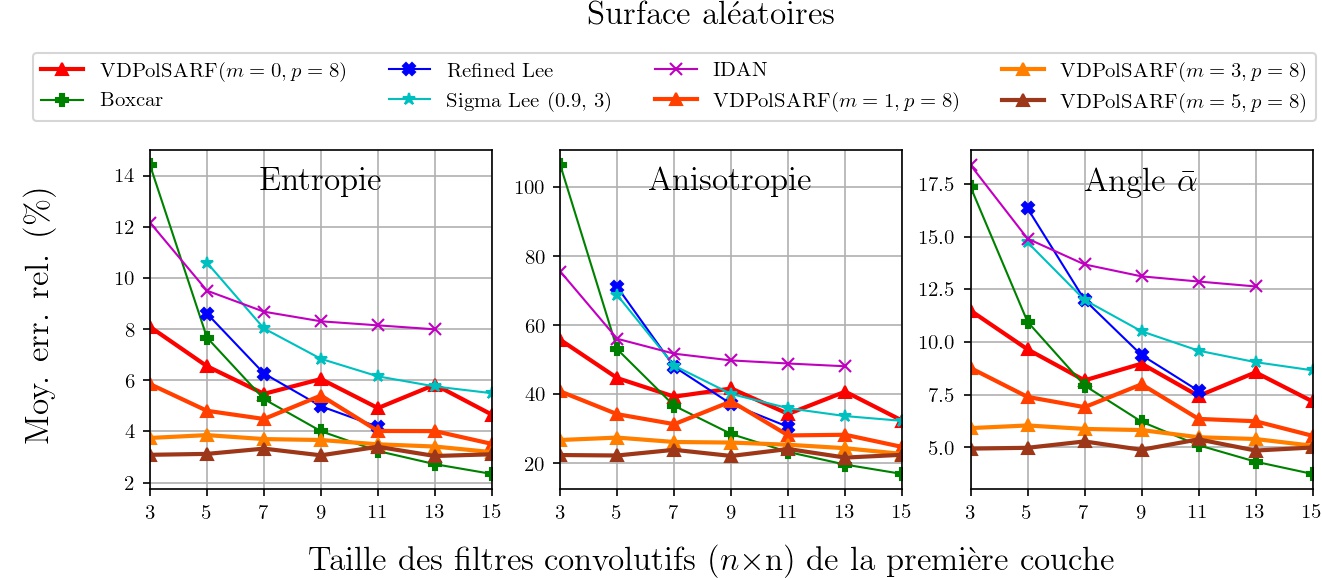 Surface aléatoires
VDPolSARF(m = 0, p = 8) Refined Lee IDAN VDPolSARF(m = 3, p = 8)
Boxcar Sigma Lee (0.9, 3) VDPolSARF(m = 1, p = 8) VDPolSARF(m = 5, p = 8)
Moy. err. rel. (%)
Entropie
14
12
10
8
6
4
2
3 5 7 9 11 13 15
Anisotropie
100
80
60
40
20
3 5 7 9 11 13 15
Angle ᾱ
17.5
15.0
12.5
10.0
7.5
5.0
3 5 7 9 11 13 15
Taille des filtres convolutifs (n×n) de la première couche